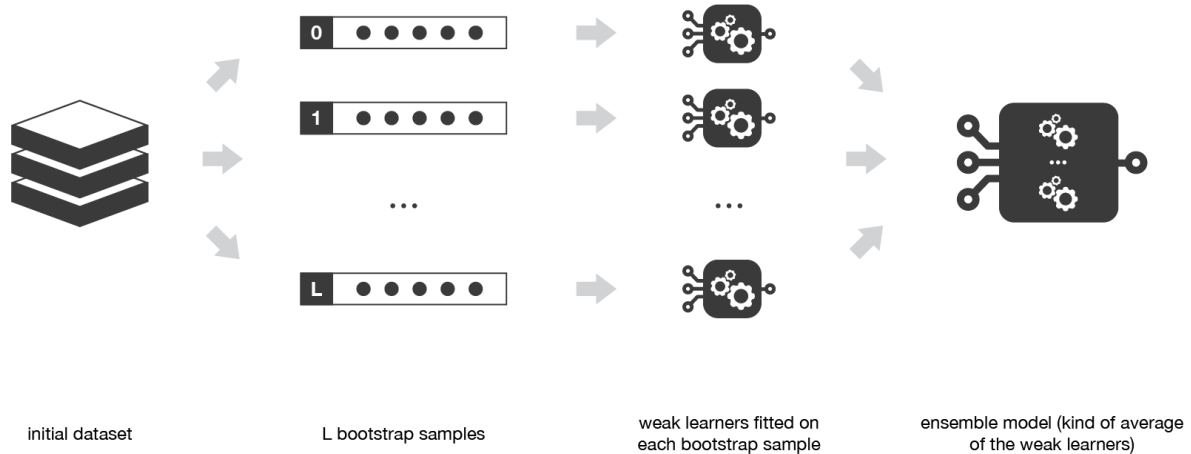 0
1
...
...
...
L
initial dataset
L bootstrap samples
weak learners fitted on
each bootstrap sample
ensemble model (kind of average
of the weak learners)